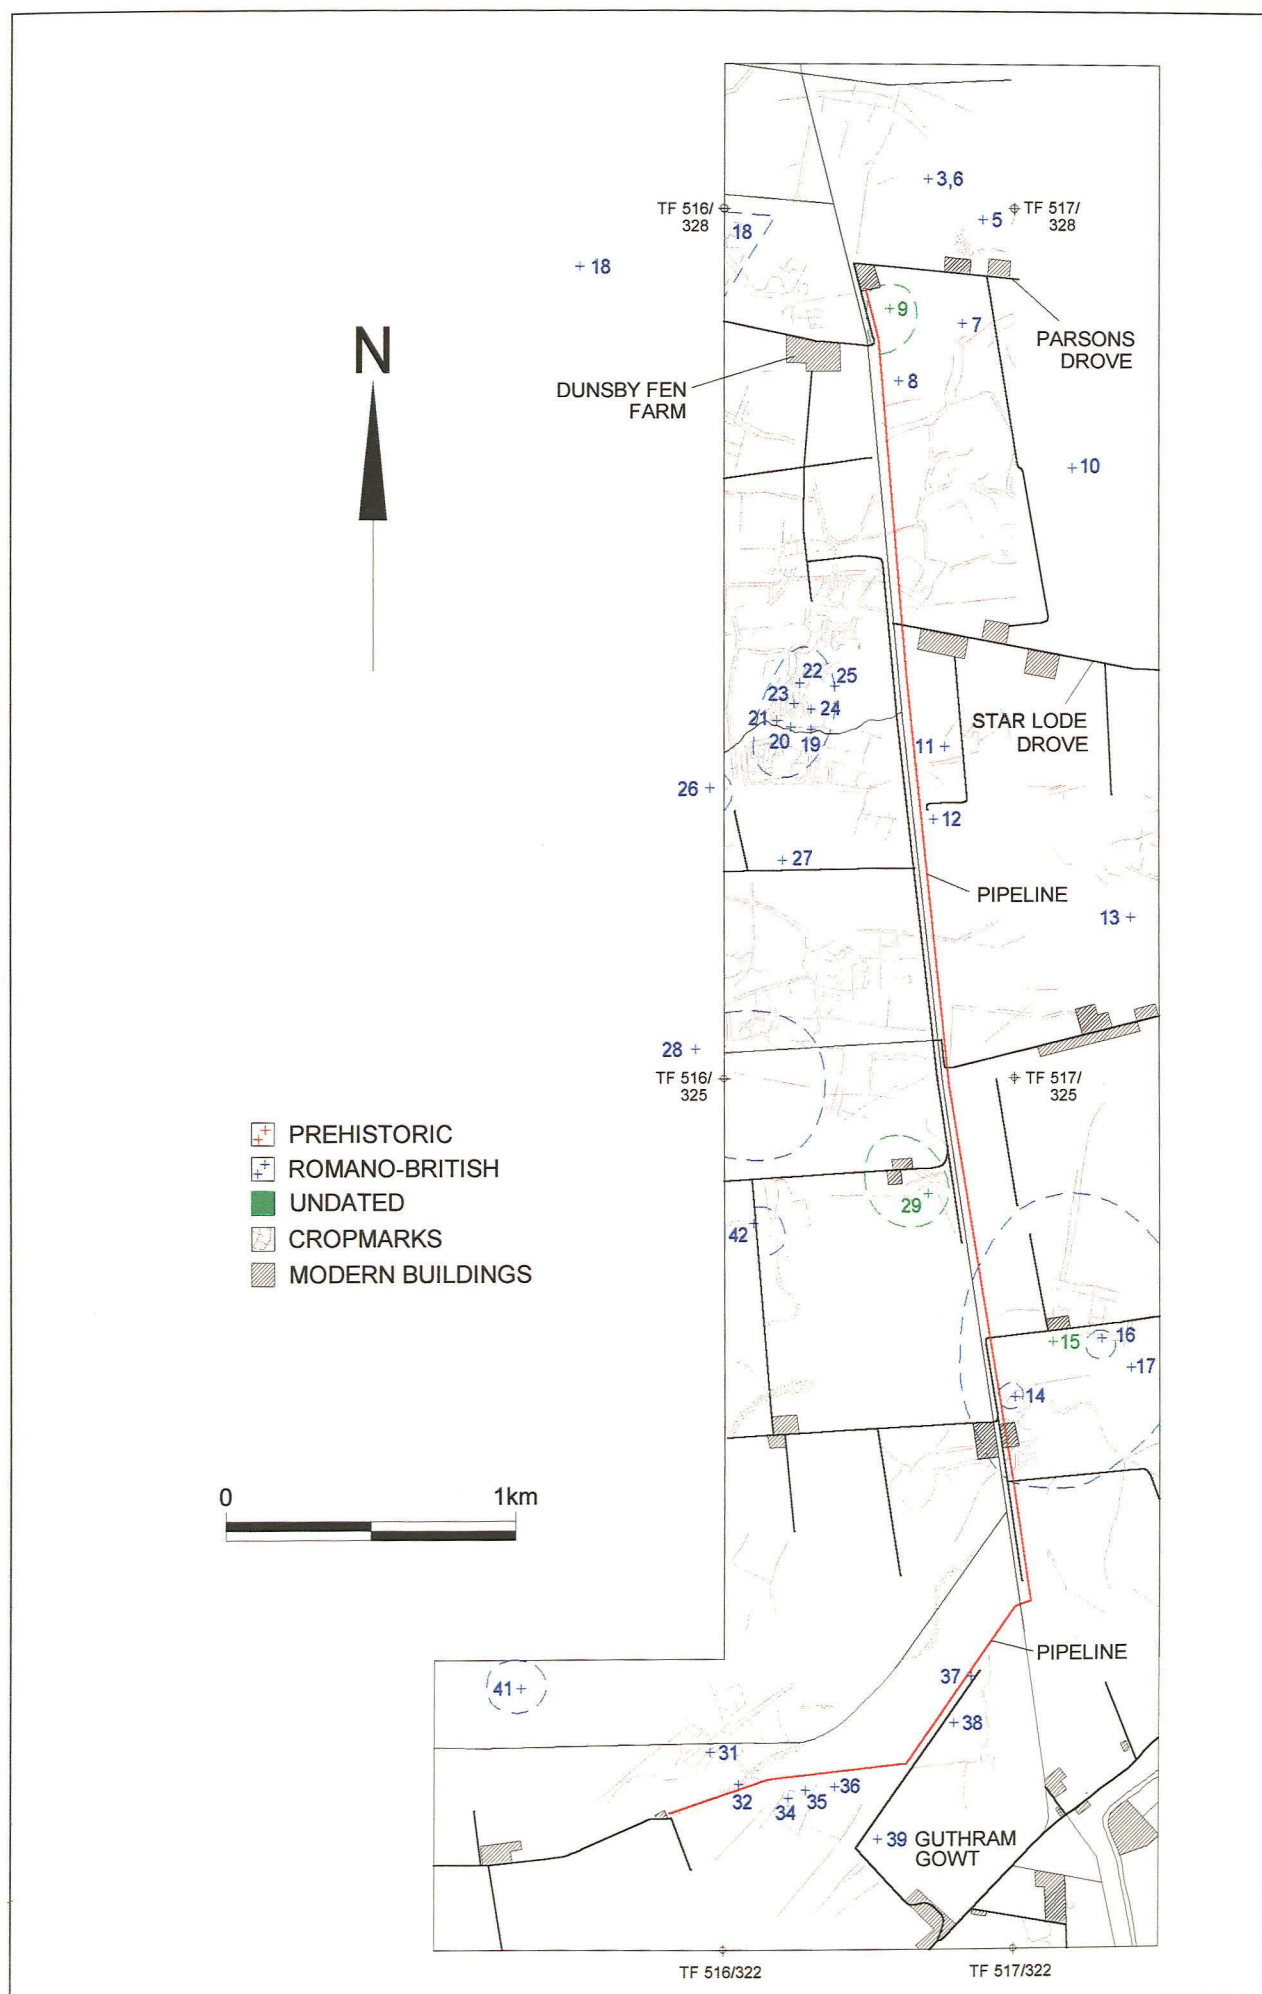 +3,6
TF 516/
328
18
+5
TF 517/
328
+18
+9
+7
PARSONS
DROVE
N
+8
DUNSBY FEN
FARM
+10
22
25
23
24
21
STAR LODE
DROVE
20
19
11+
26 +
+12
+27
PIPELINE
13 +
28 +
TF 516/
325
TF 517/
325
PREHISTORIC
ROMANO-BRITISH
UNDATED
CROPMARKS
MODERN BUILDINGS
29
42
+15
16
+17
14
0
1km
PIPELINE
37
41+
+38
+31
32
34
35
36
+39
GUTHRAM
GOWT
TF 516/322
TF 517/322